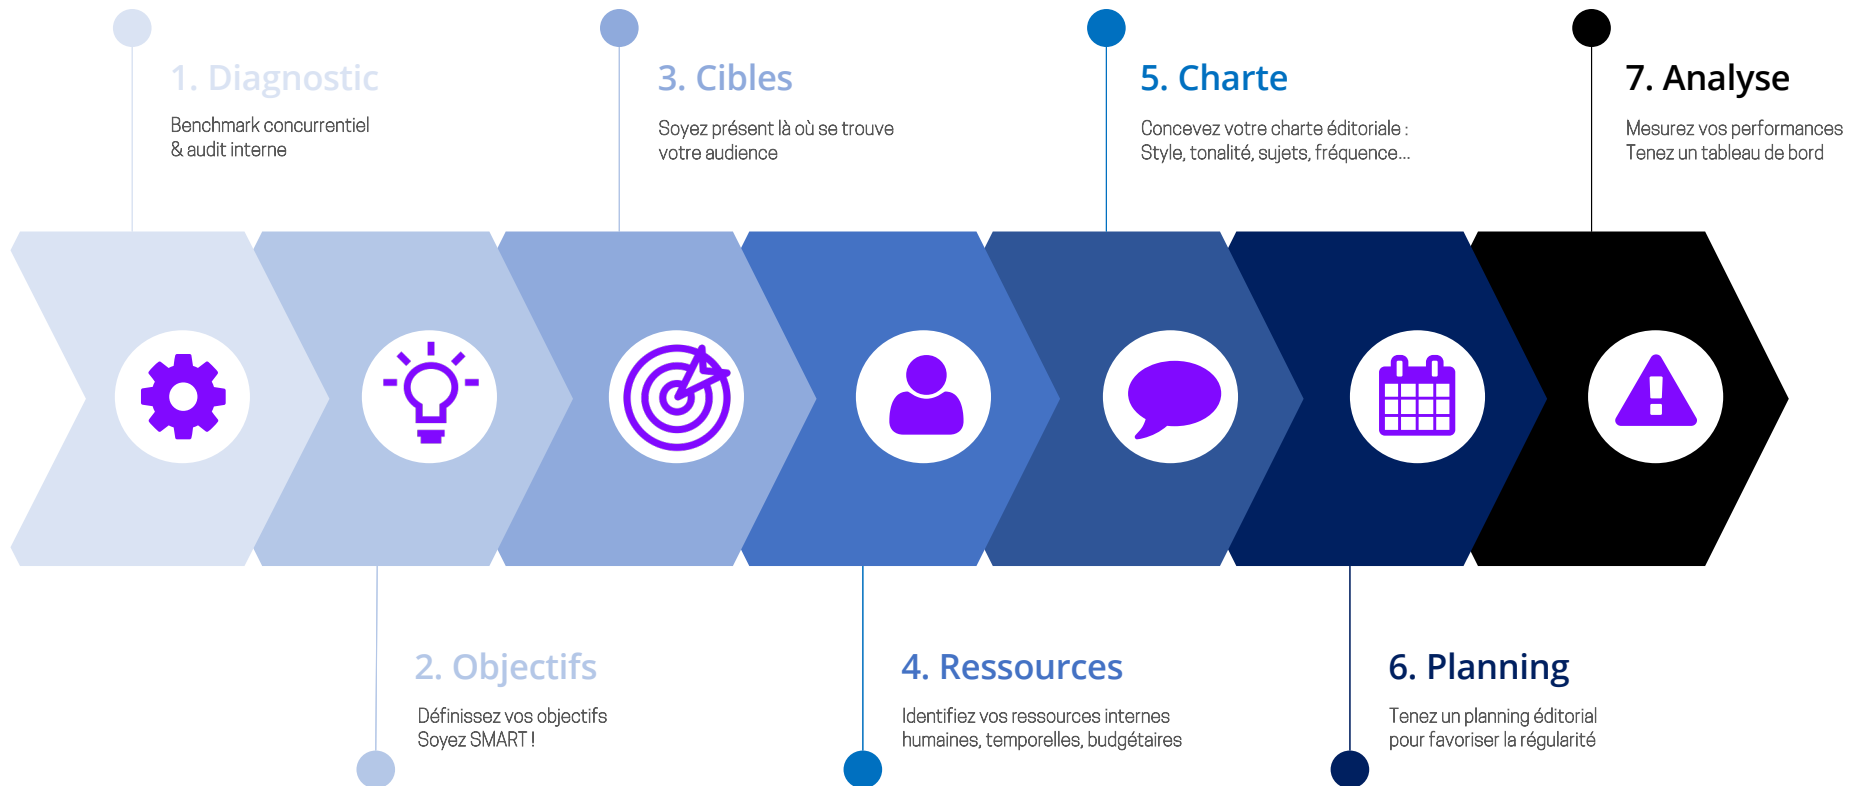 1. Diagnostic
Benchmark concurrentiel
& audit interne
2. Objectifs
Définissez vos objectifs
Soyez SMART !
3. Cibles
Soyez présent là où se trouve
votre audience
4. Ressources
Identifiez vos ressources internes
humaines, temporelles, budgétaires
5. Charte
Concevez votre charte éditoriale :
Style, tonalité, sujets, fréquence...
6. Planning
Tenez un planning éditorial
pour favoriser la régularité
7. Analyse
Mesurez vos performances
Tenez un tableau de bord